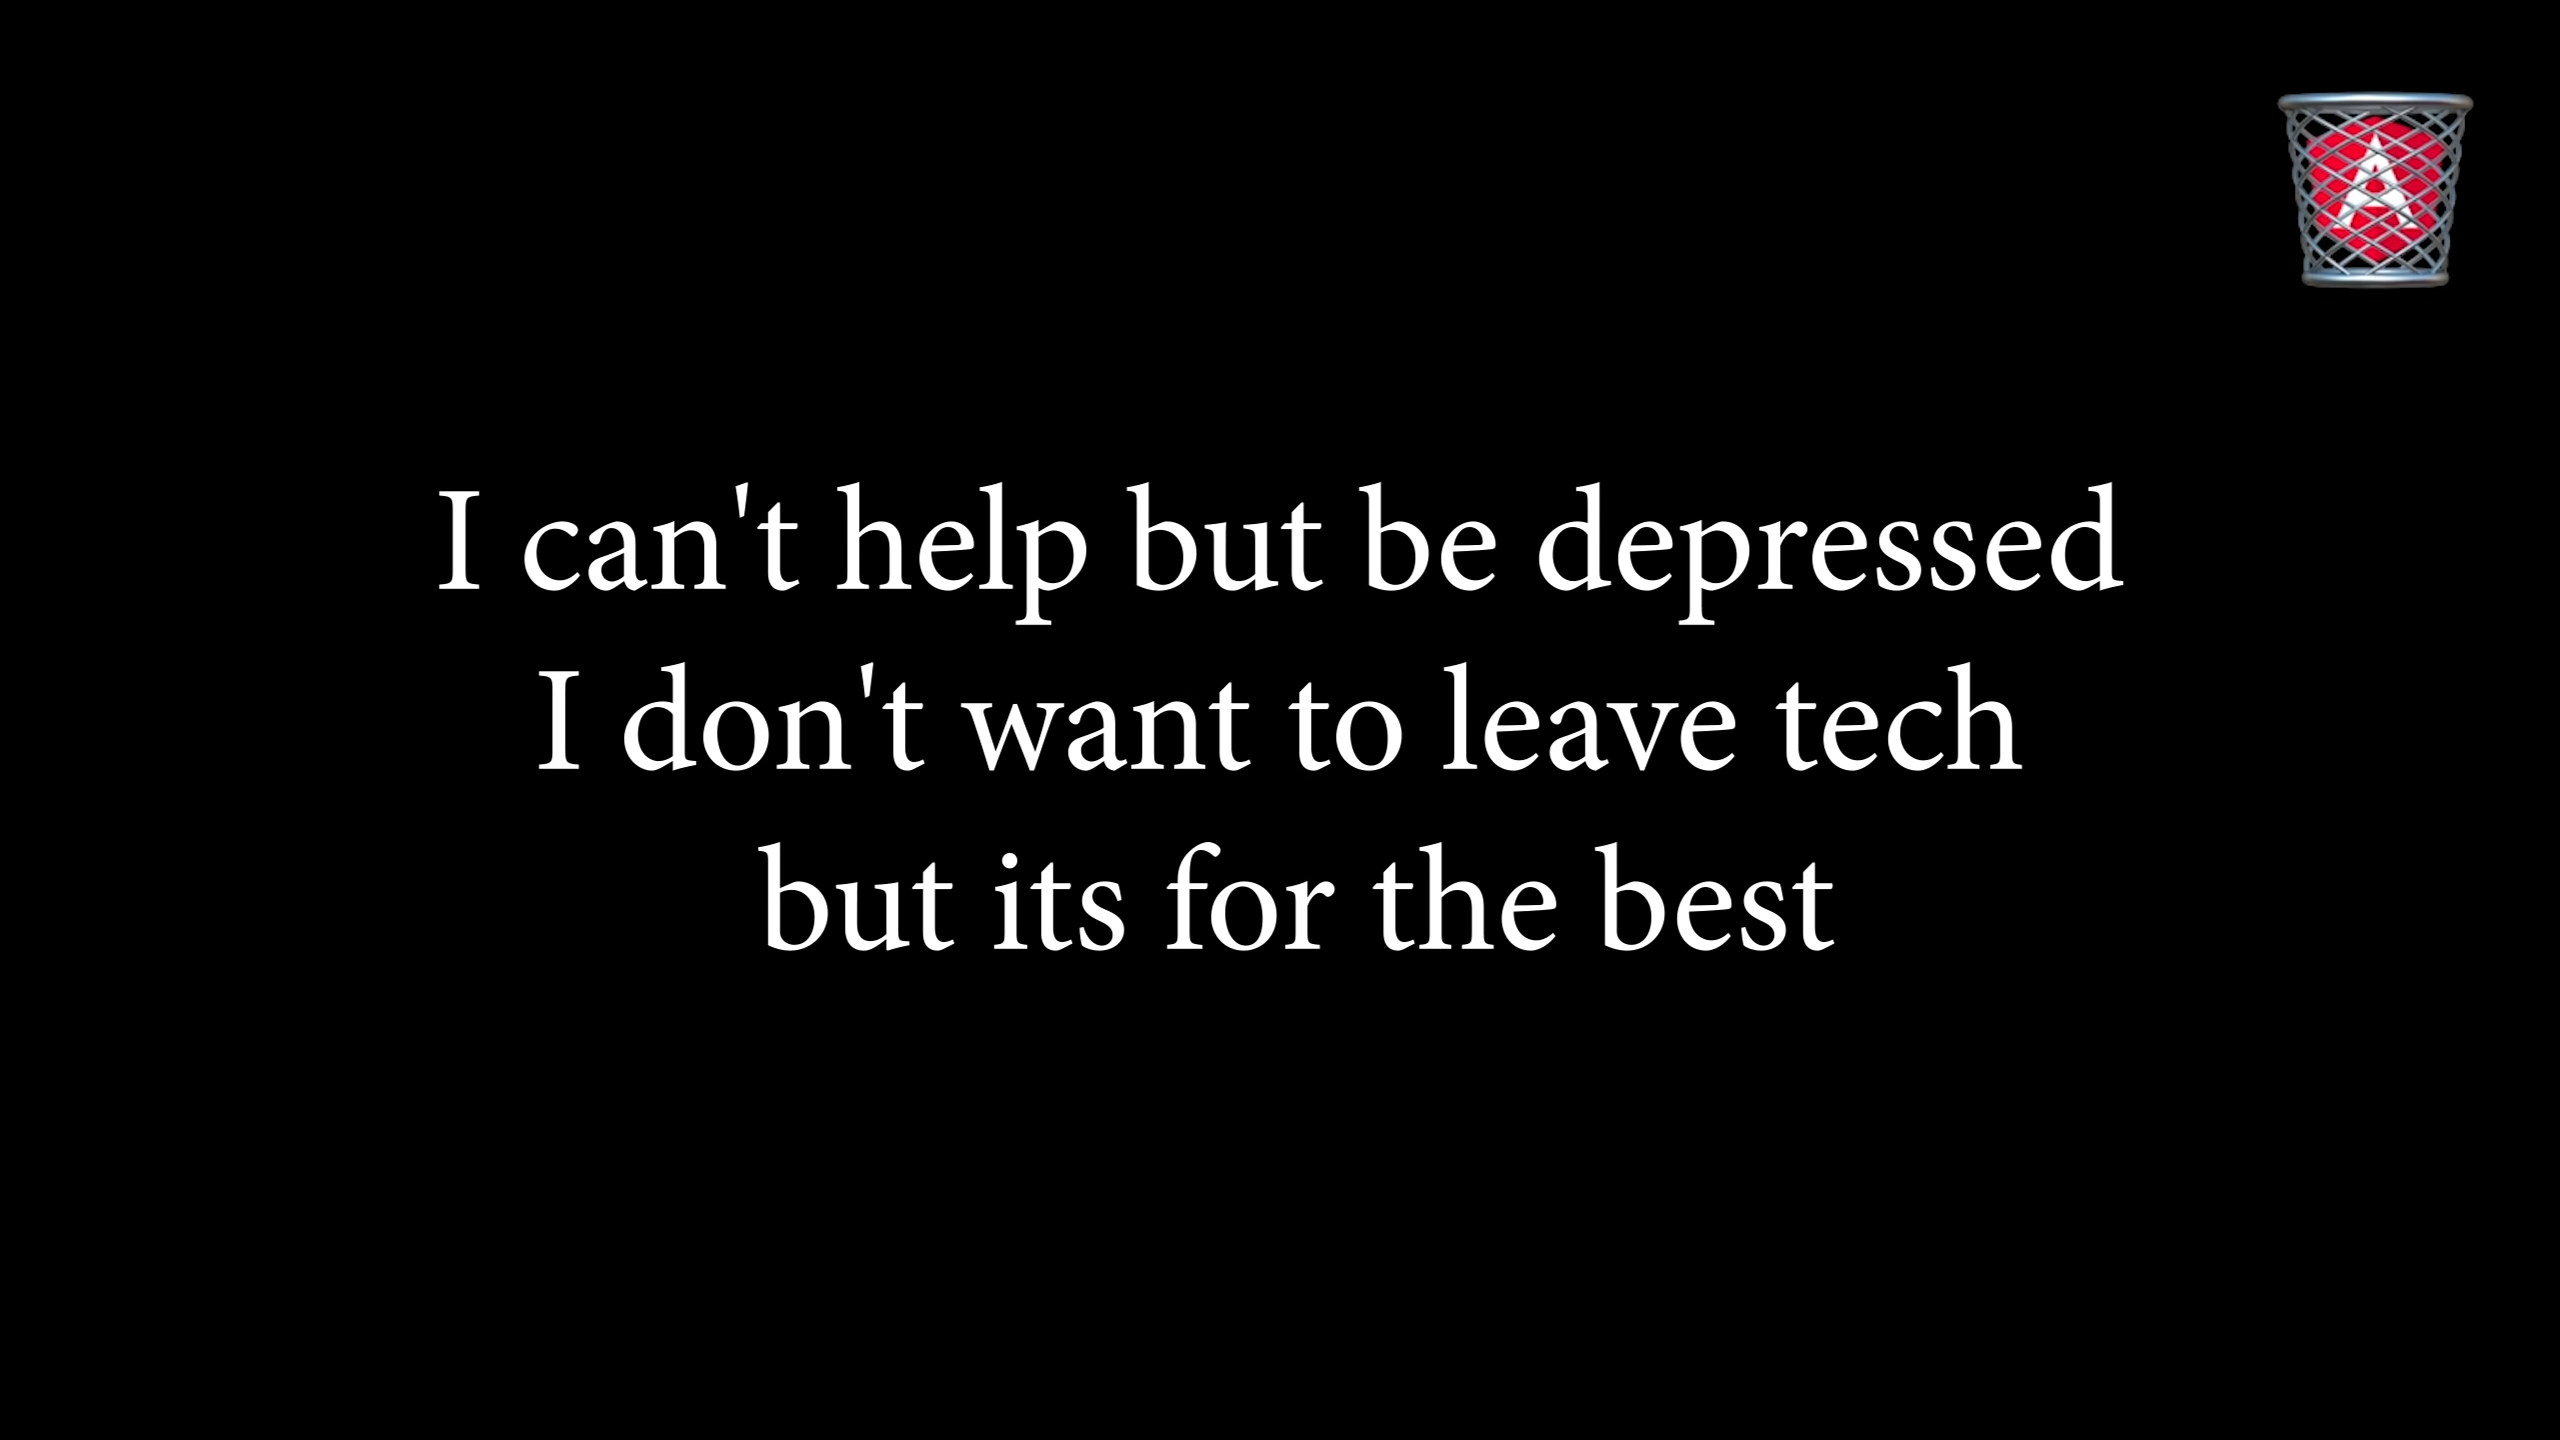 A
I can't help but be depressed
I don't want to leave tech
but its for the best